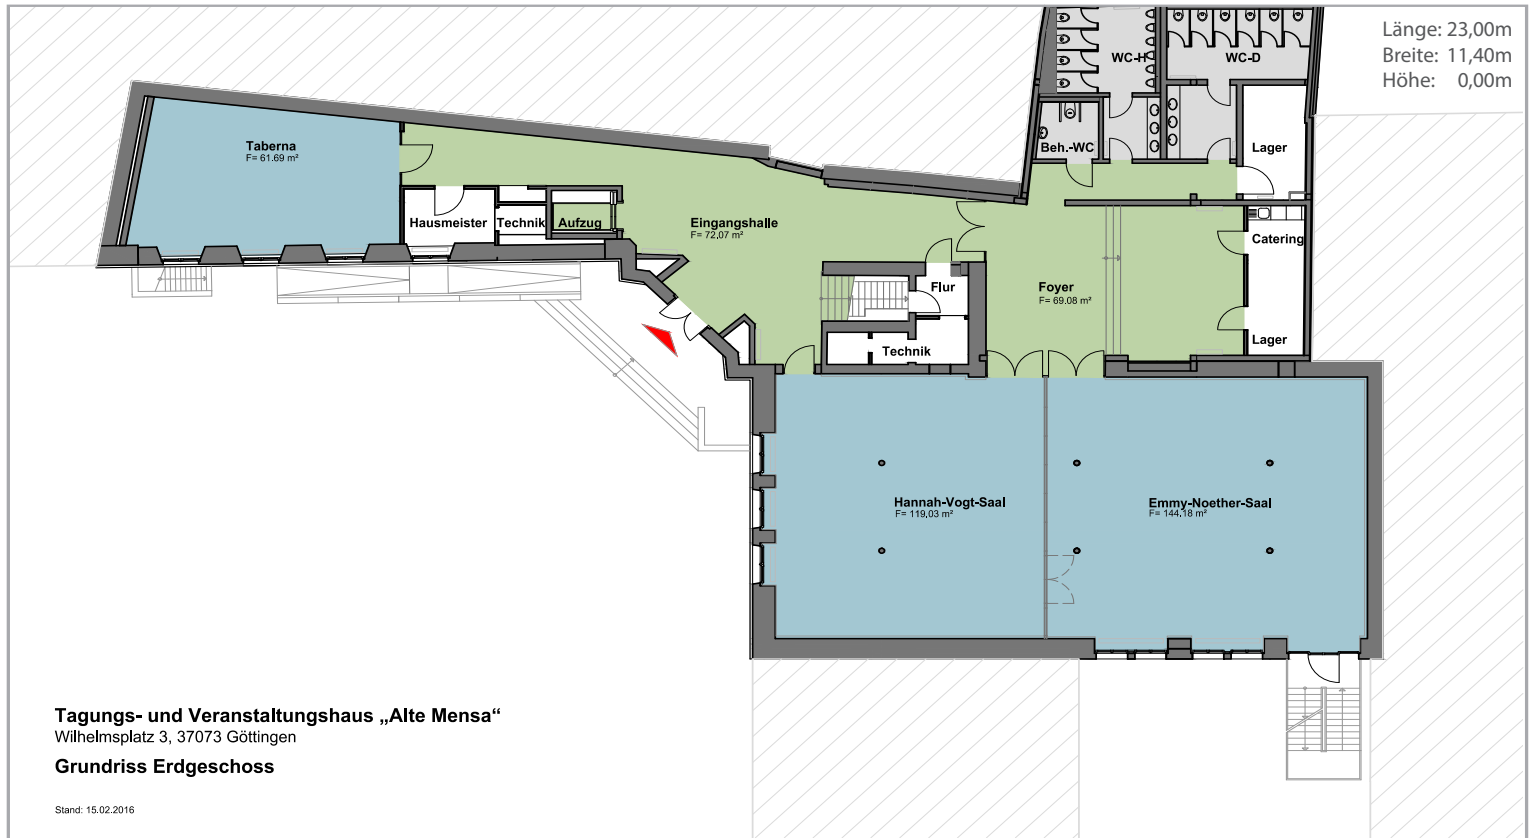 Länge: 23,00m
Breite: 11,40m
Höhe: 0,00m
WC-H
WC-D
Taberna
F= 61.69 m²
Beh.-WC
Lager
Hausmeister
Technik
Aufzug
Eingangshalle
F= 72,07 m²
Catering
Flur
Foyer
F= 69.08 m²
Lager
Technik
Hannah-Vogt-Saal
F= 119,03 m²
Emmy-Noether-Saal
F= 144,18 m²
Tagungs- und Veranstaltungshaus „Alte Mensa“
Wilhelmsplatz 3, 37073 Göttingen
Grundriss Erdgeschoss
Stand: 15.02.2016